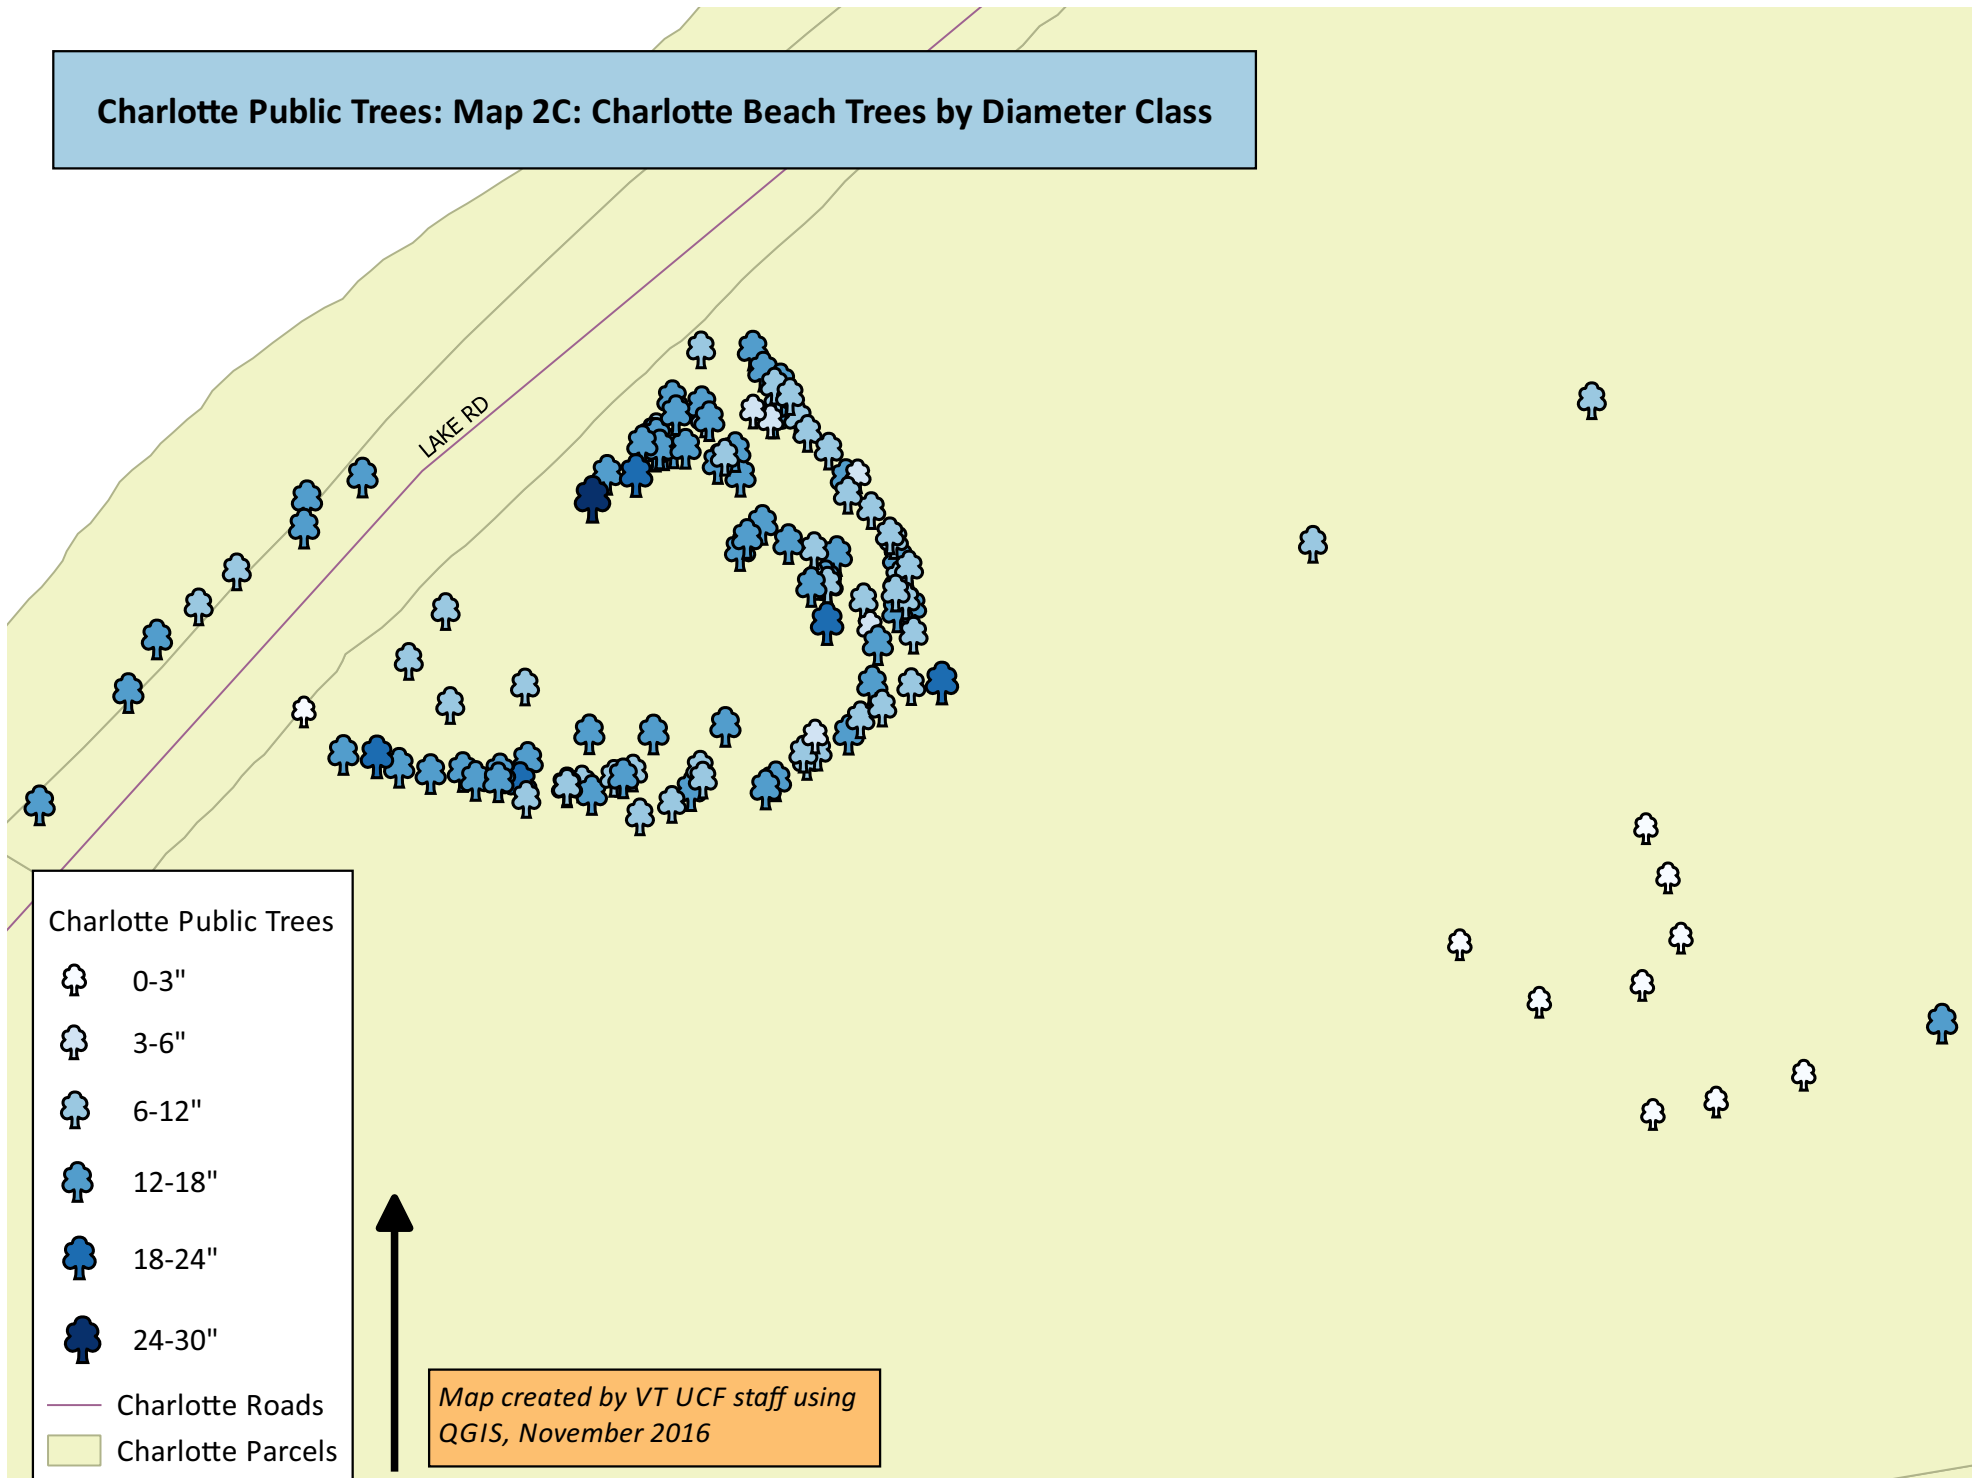 Charlotte Public Trees: Map 2C: Charlotte Beach Trees by Diameter Class
LAKE RD
Charlotte Public Trees
0-3"
3-6"
6-12"
12-18"
18-24"
24-30"
Charlotte Roads
Charlotte Parcels
Map created by VT UCF staff using
QGIS, November 2016